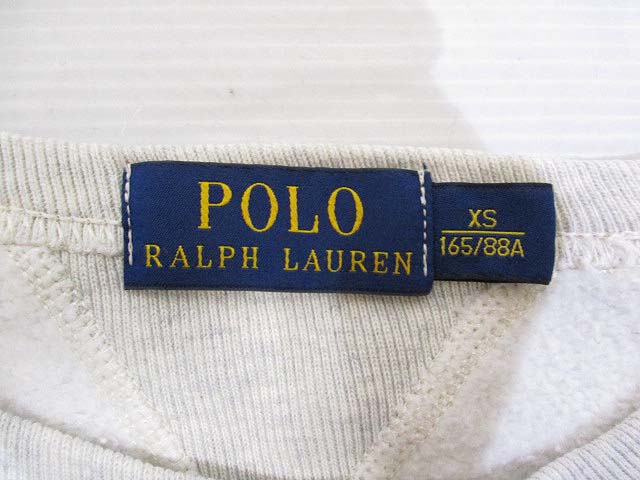 POLO
RALPH LAUREN
XS
165/88A